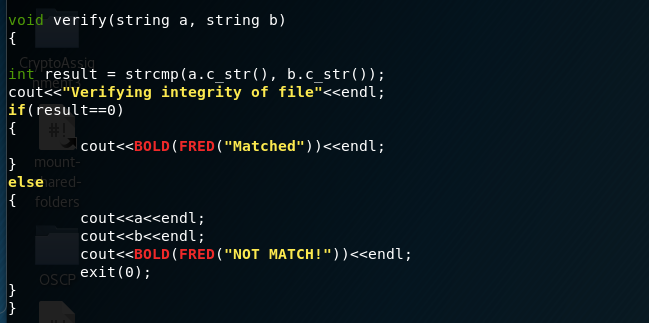 void verify(string a, string b)
{
int result = strcmp(a.c_str(), b.c_str());
cout<<"Verifying integrity of file"<<endl;
if(result==0)
{
        cout<<BOLD(FRED("Matched"))<<endl;
}
else
{
        cout<<a<<endl;
        cout<<b<<endl;
        cout<<BOLD(FRED("NOT MATCH!"))<<endl;
        exit(0);
}
}
CryptoAssi
#!
mount-
shared-
folders
OSCP
#!